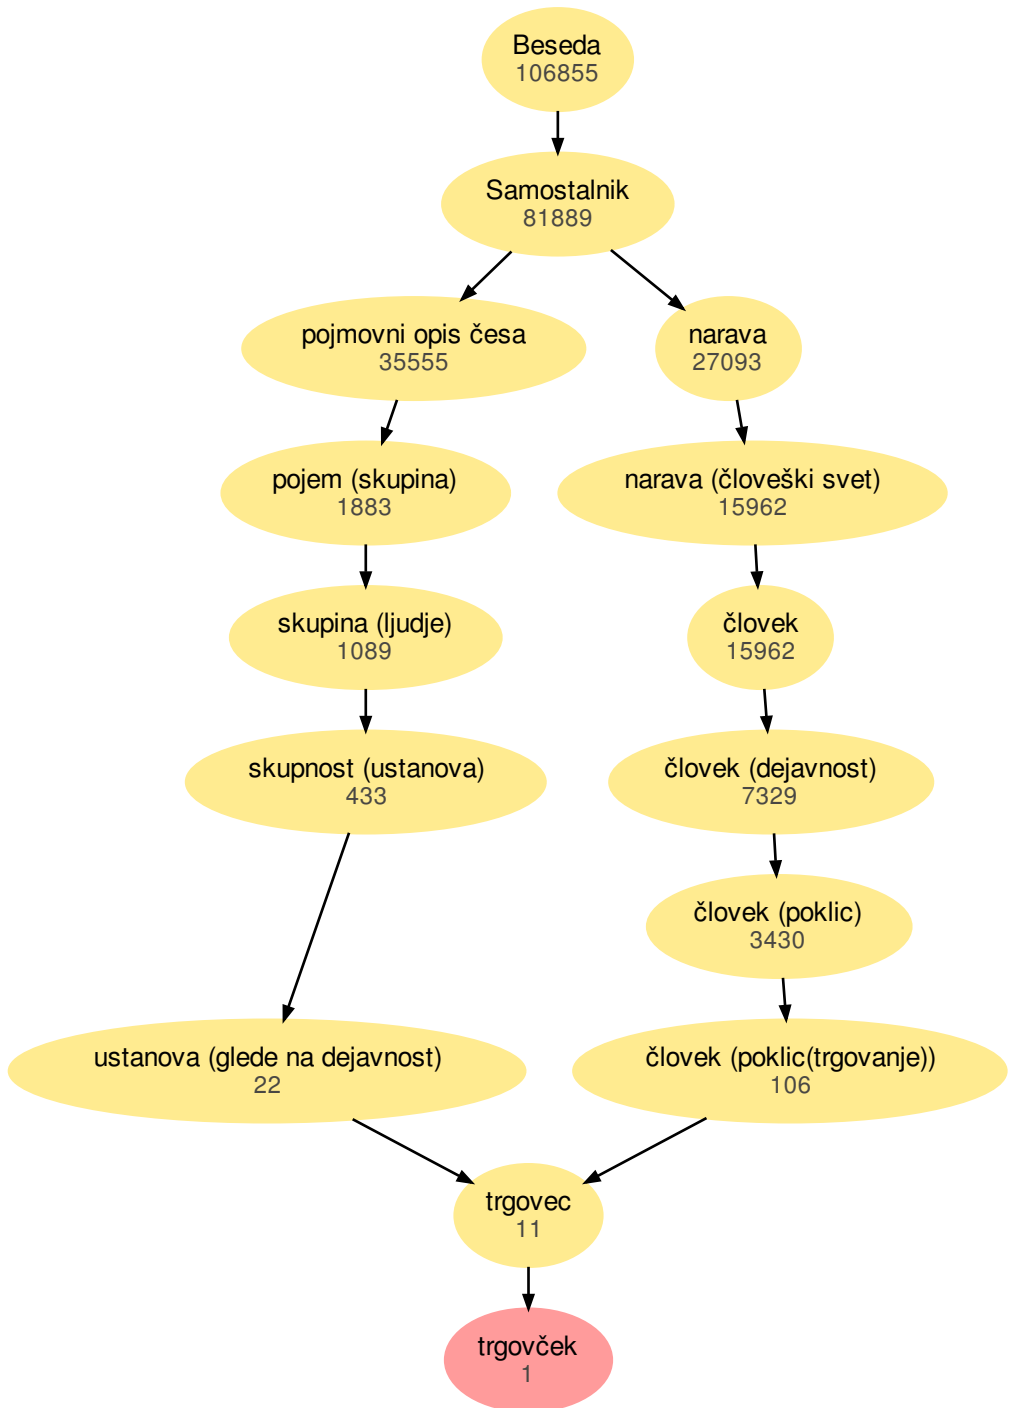 Beseda
106855
Samostalnik
81889
pojmovni opis česa
35555
narava
27093
pojem (skupina)
1883
narava (človeški svet)
15962
skupina (ljudje)
1089
človek
15962
skupnost (ustanova)
433
človek (dejavnost)
7329
človek (poklic)
3430
ustanova (glede na dejavnost)
22
človek (poklic(trgovanje))
106
trgovec
11
trgovček
1